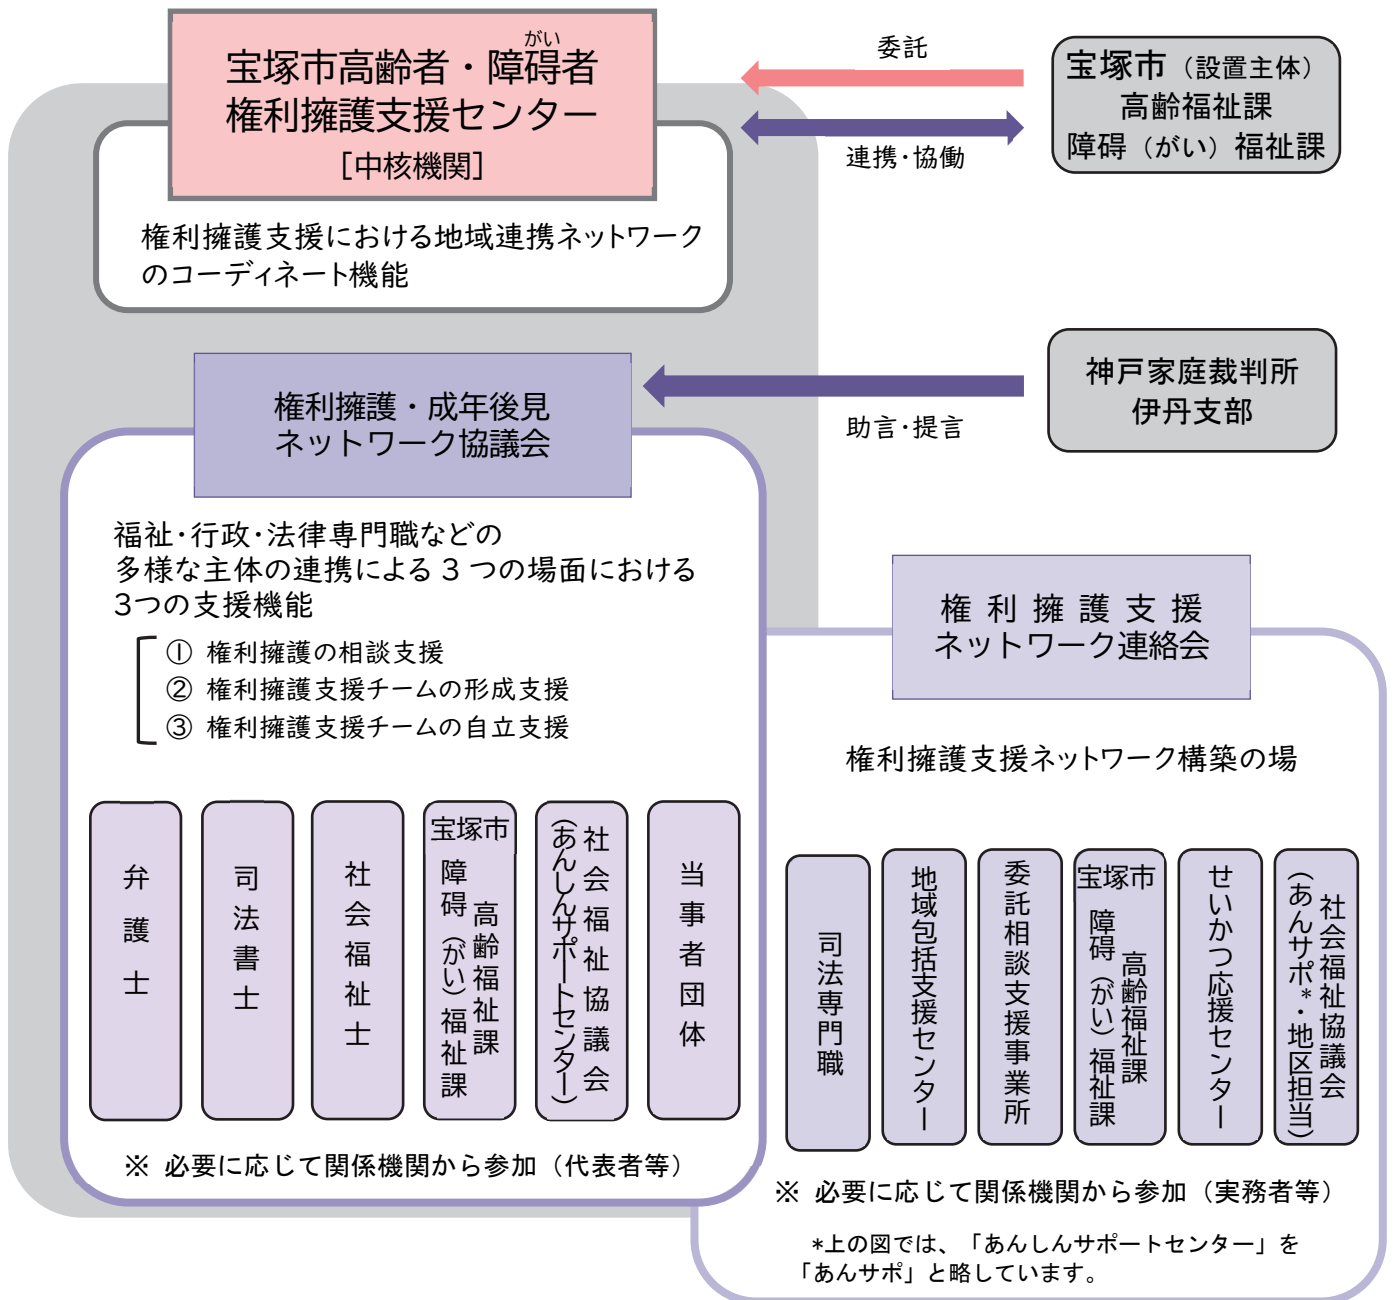 がい
宝塚市高齢者・障碍者
権利擁護支援センター
[中核機関]
委託
連携・協働
宝塚市（設置主体）
高齢福祉課
障碍（がい）福祉課
権利擁護支援における地域連携ネットワーク
のコーディネート機能
権利擁護・成年後見
ネットワーク協議会
助言・提言
神戸家庭裁判所
伊丹支部
福祉・行政・法律専門職などの
多様な主体の連携による 3 つの場面における
3つの支援機能
① 権利擁護の相談支援
② 権利擁護支援チームの形成支援
③ 権利擁護支援チームの自立支援
弁護士
司法書士
社会福祉士
宝塚市
高齢福祉課
障碍（がい）福祉課
社会福祉協議会
（あんしんサポートセンター）
当事者団体
※ 必要に応じて関係機関から参加（代表者等）
権利擁護支援
ネットワーク連絡会
権利擁護支援ネットワーク構築の場
司法専門職
地域包括支援センター
委託相談支援事業所
宝塚市
高齢福祉課
障碍（がい）福祉課
せいかつ応援センター
社会福祉協議会
（あんサポ*・地区担当）
※ 必要に応じて関係機関から参加（実務者等）
*上の図では、「あんしんサポートセンター」を
「あんサポ」と略しています。